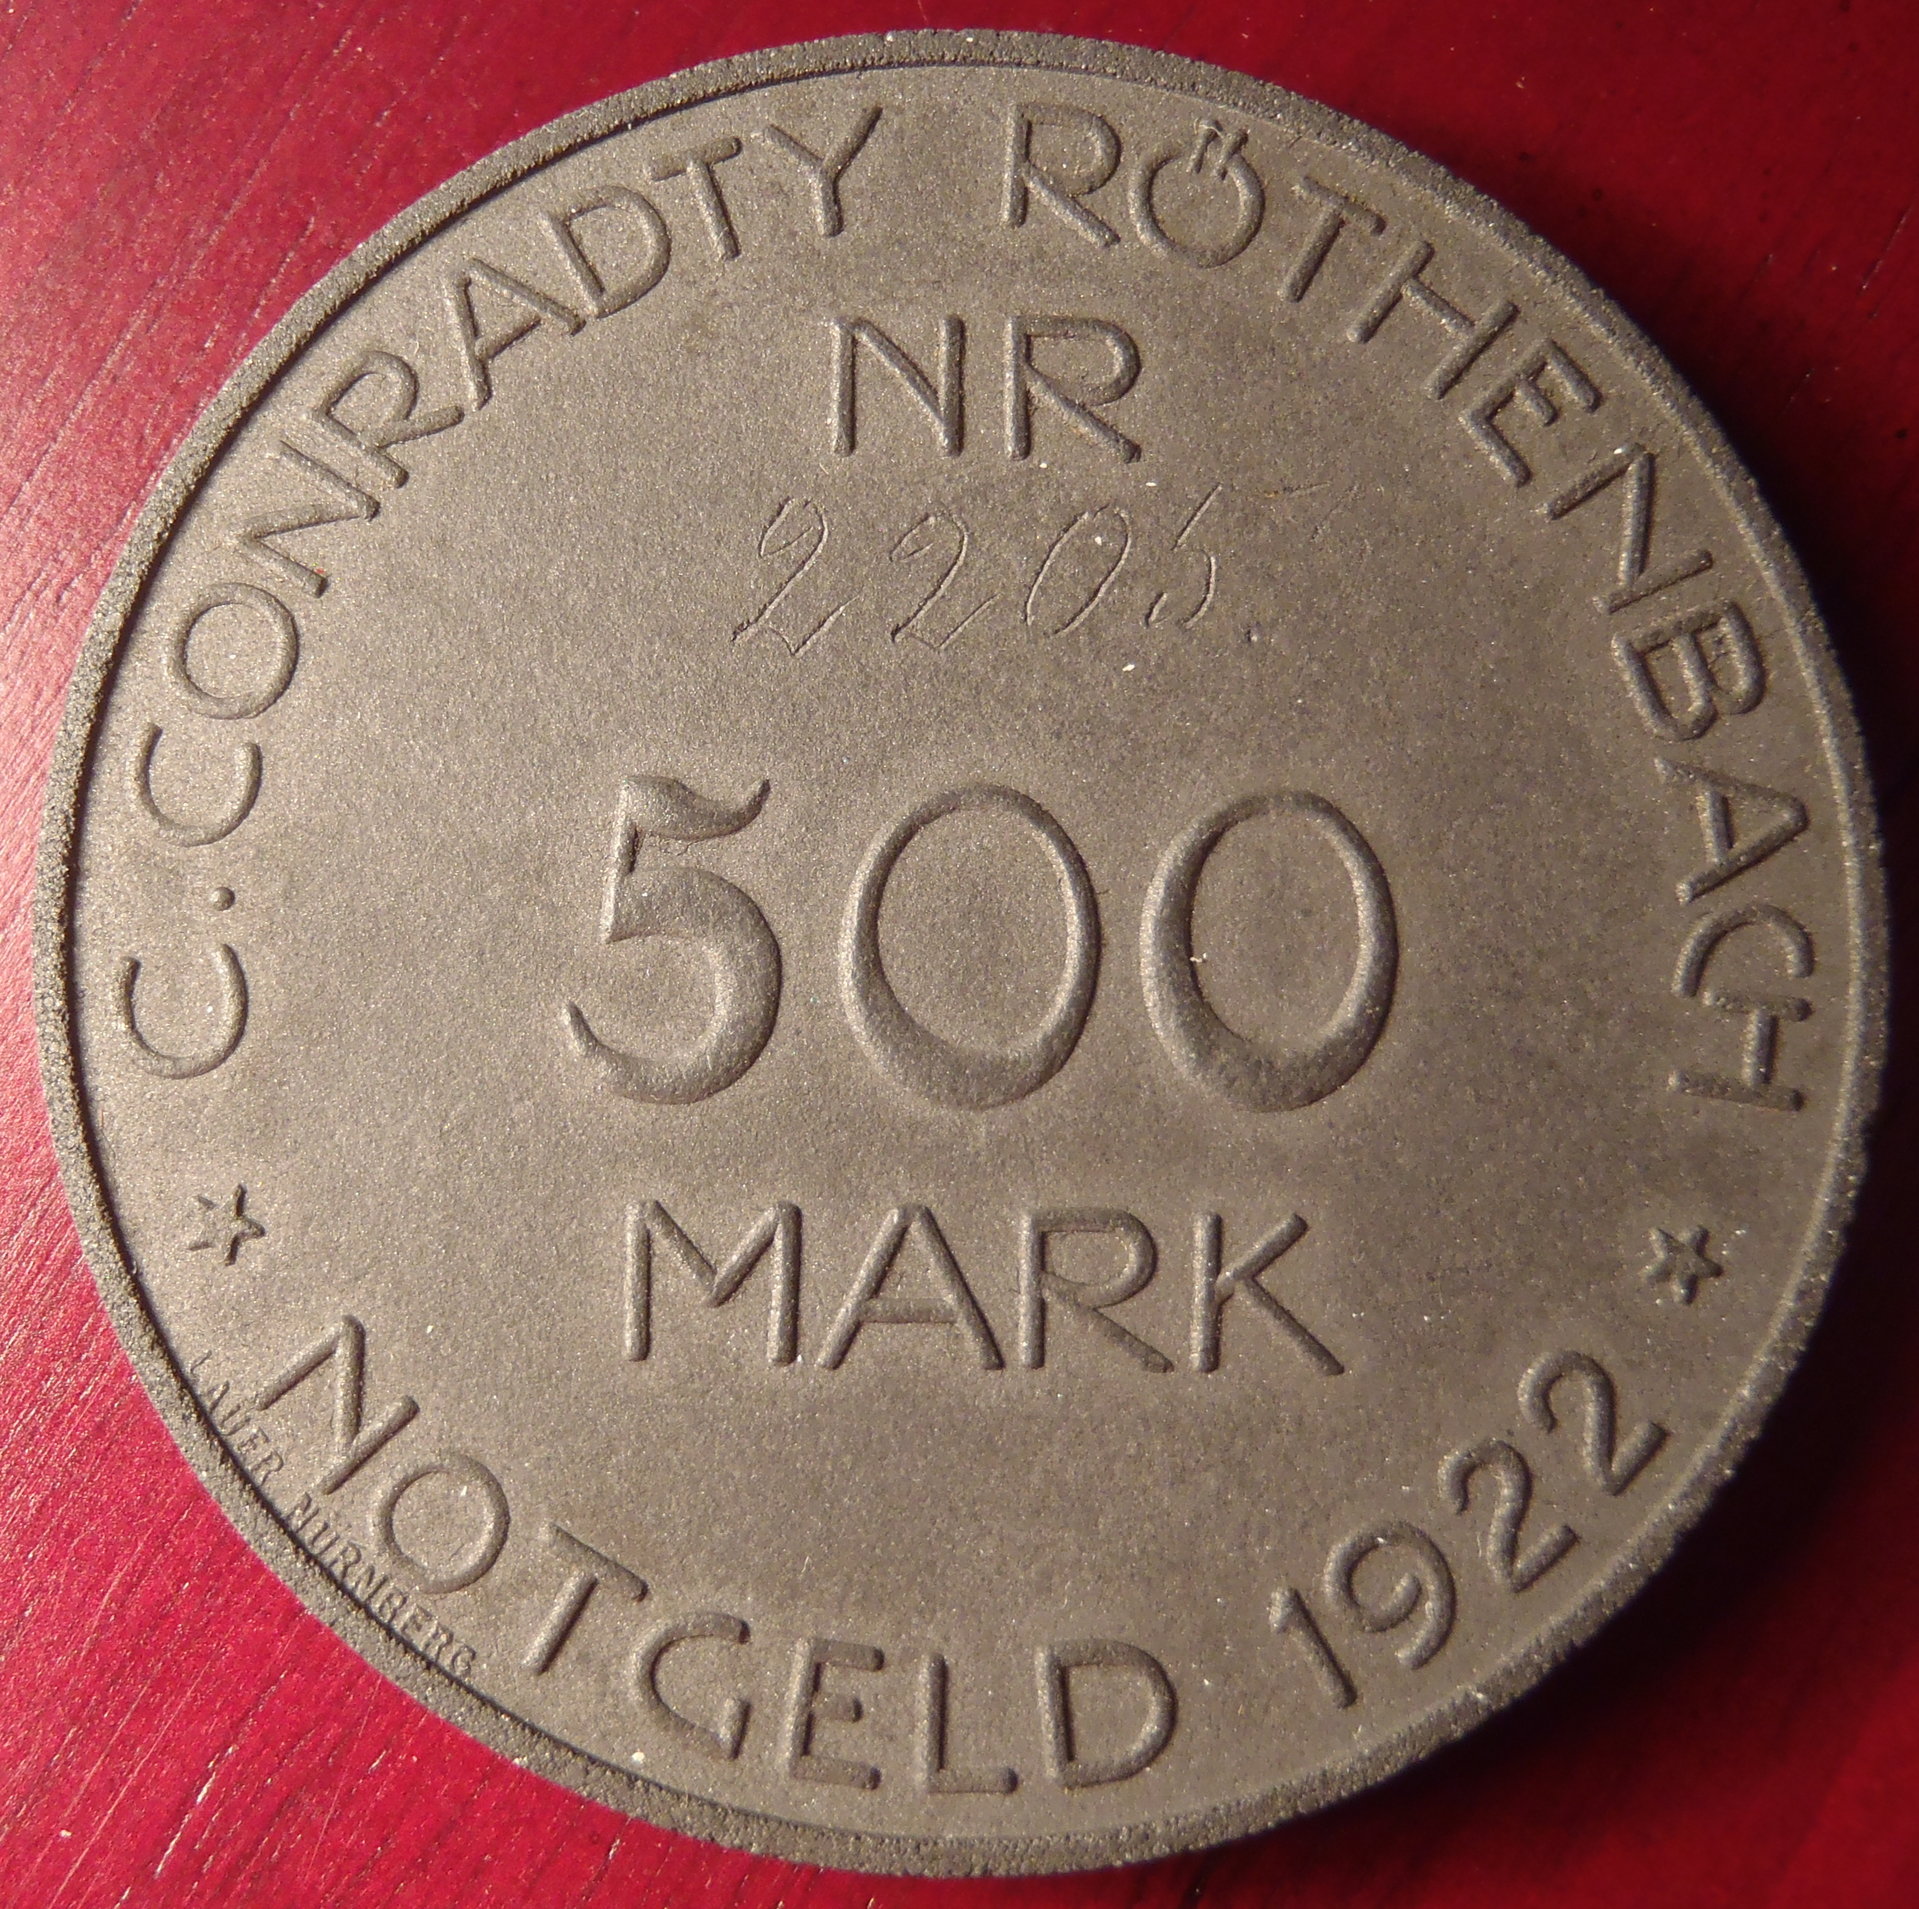 C.CONRADTY RÖTHENBACH
NR
2205.
500
MARK
NOTGELD 1922
LAUER NÜRNBERG